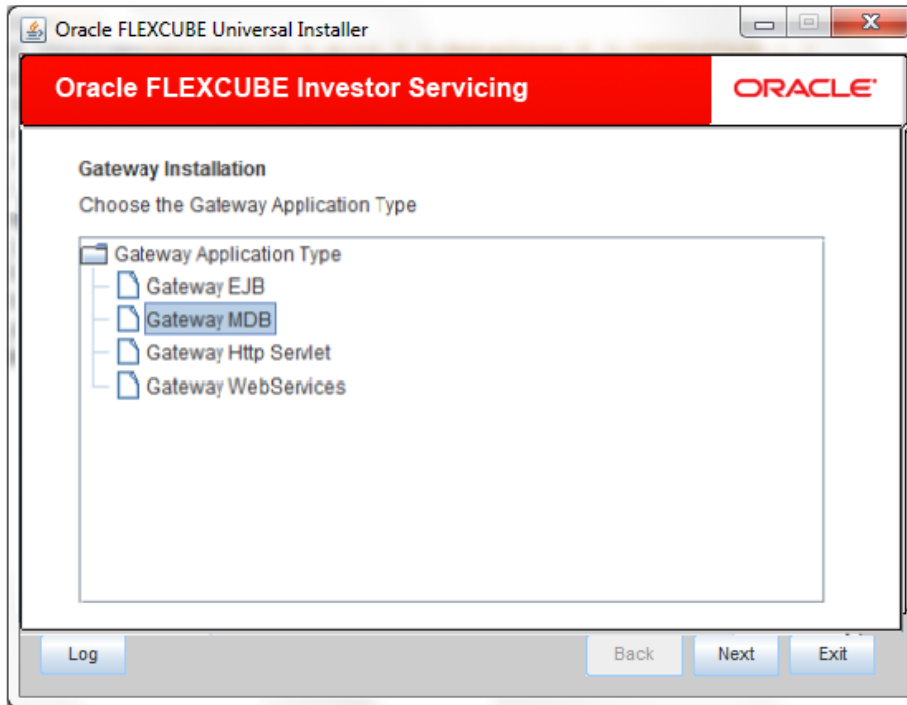 Oracle FLEXCUBE Universal Installer
Oracle FLEXCUBE Investor Servicing
ORACLE
Gateway Installation
Choose the Gateway Application Type
Gateway Application Type
Gateway EJB
Gateway MDB
Gateway Http Servlet
Gateway WebServices
Log
Back
Next
Exit